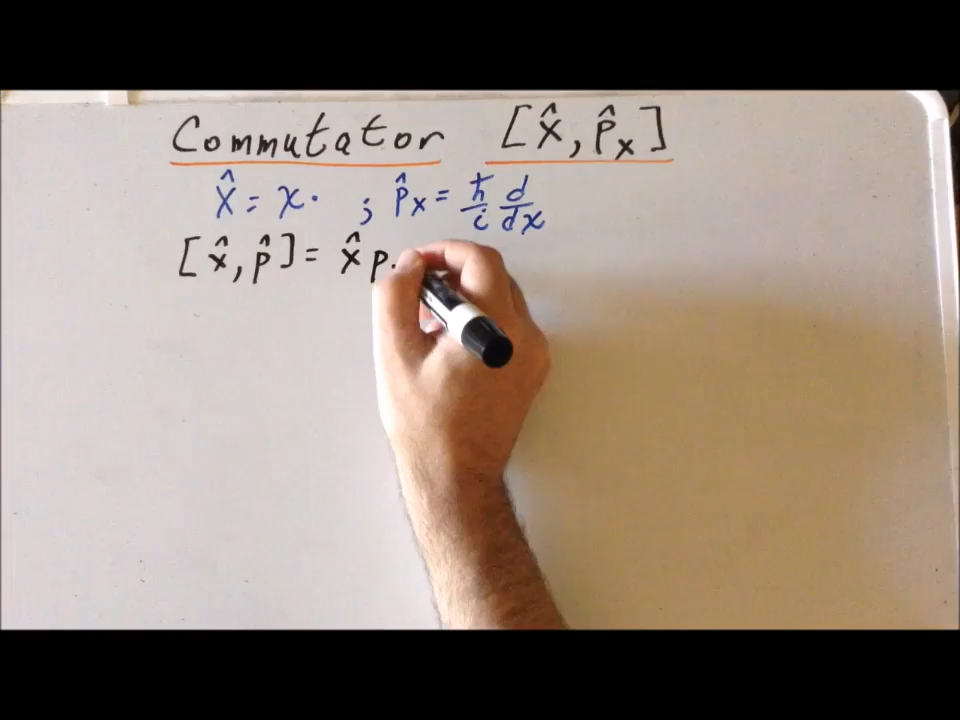 Commutator [x̂, p̂ₓ]
x̂ = x· ; p̂ₓ = ħ/i d/dx
[x̂, p̂] = x̂ p